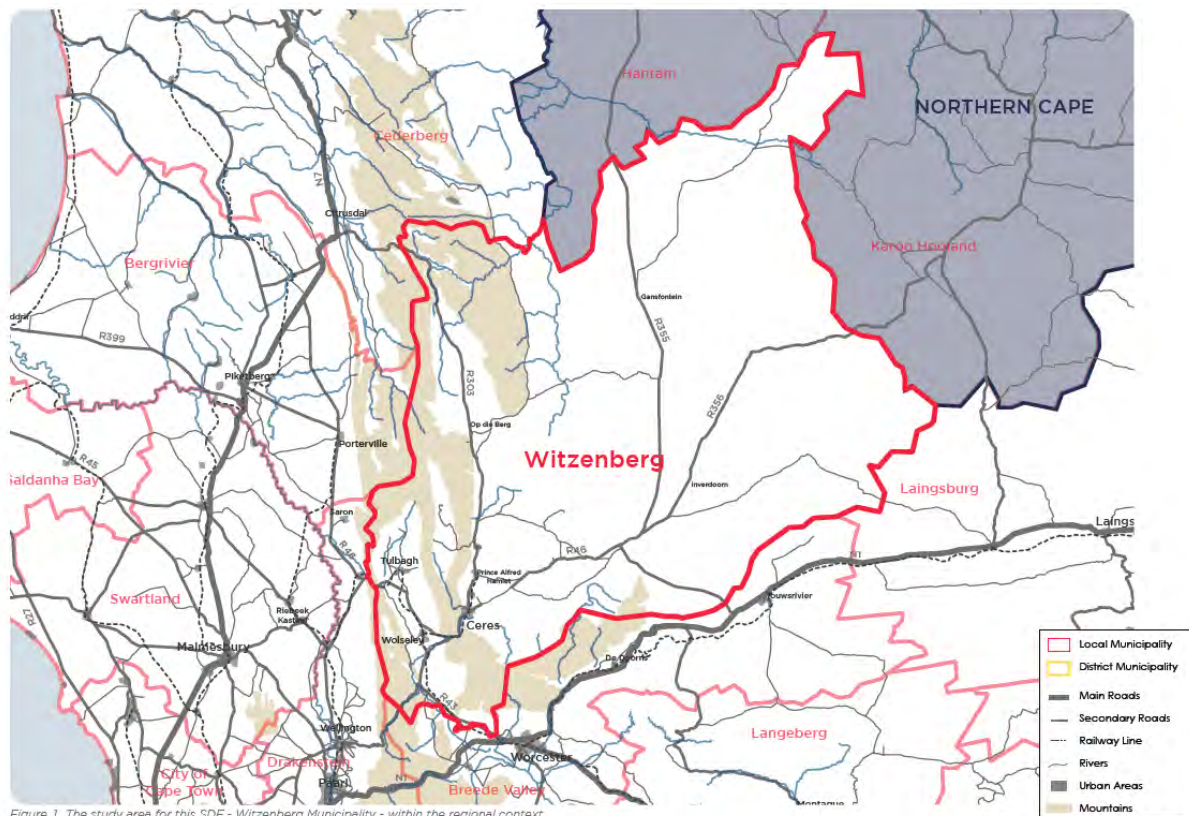 Hantam
NORTHERN CAPE
Cederberg
N7
Citrusdal
Karoo Hoogland
Bergrivier
Gansfontein
R399
R355
Piketberg
R303
R356
Op die Berg
Porterville
Witzenberg
Saldanha Bay
R45
Inverdoorn
Laingsburg
Saron
Laings
R46
R46
N1
Tulbagh
Prince Alfred
Hamlet
Swartland
Riebeek
Kasteel
Touwsrivier
R27
Ceres
Wolseley
Malmesbury
De Doorns
R43
Wellington
Langeberg
Drakenstein
Worcester
City of
Cape Town
Paarl
N1
Breede Valley
Montague
Local Municipality
District Municipality
Main Roads
Secondary Roads
Railway Line
Rivers
Urban Areas
Mountains
Figure 1. The study area for this SDF - Witzenberg Municipality - within the regional context